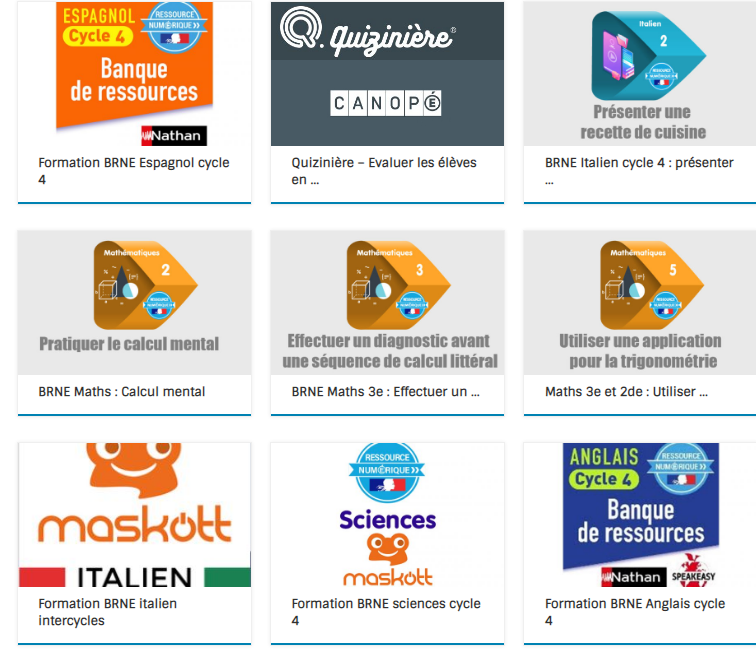 ESPAGNOL
Cycle 4
RESSOURCE
NUMÉRIQUE
Banque
de ressources
Nathan
Formation BRNE Espagnol cycle
4
Q. Quizinière®
CANOPÉ
Quizinière – Evaluer les élèves
en ...
Italien
2
RESSOURCE
NUMÉRIQUE
Présenter une
recette de cuisine
BRNE Italien cycle 4 : présenter
...
Mathématiques
2
RESSOURCE
NUMÉRIQUE
Pratiquer le calcul mental
BRNE Maths : Calcul mental
Mathématiques
3
RESSOURCE
NUMÉRIQUE
Effectuer un diagnostic avant
une séquence de calcul littéral
BRNE Maths 3e : Effectuer un ...
Mathématiques
5
RESSOURCE
NUMÉRIQUE
Utiliser une application
pour la trigonométrie
Maths 3e et 2de : Utiliser ...
maskott
ITALIEN
Formation BRNE italien
intercycles
RESSOURCE
NUMÉRIQUE
Sciences
maskott
Formation BRNE sciences cycle
4
ANGLAIS
Cycle 4
RESSOURCE
NUMÉRIQUE
Banque
de ressources
Nathan
SPEAKEASY
Formation BRNE Anglais cycle
4